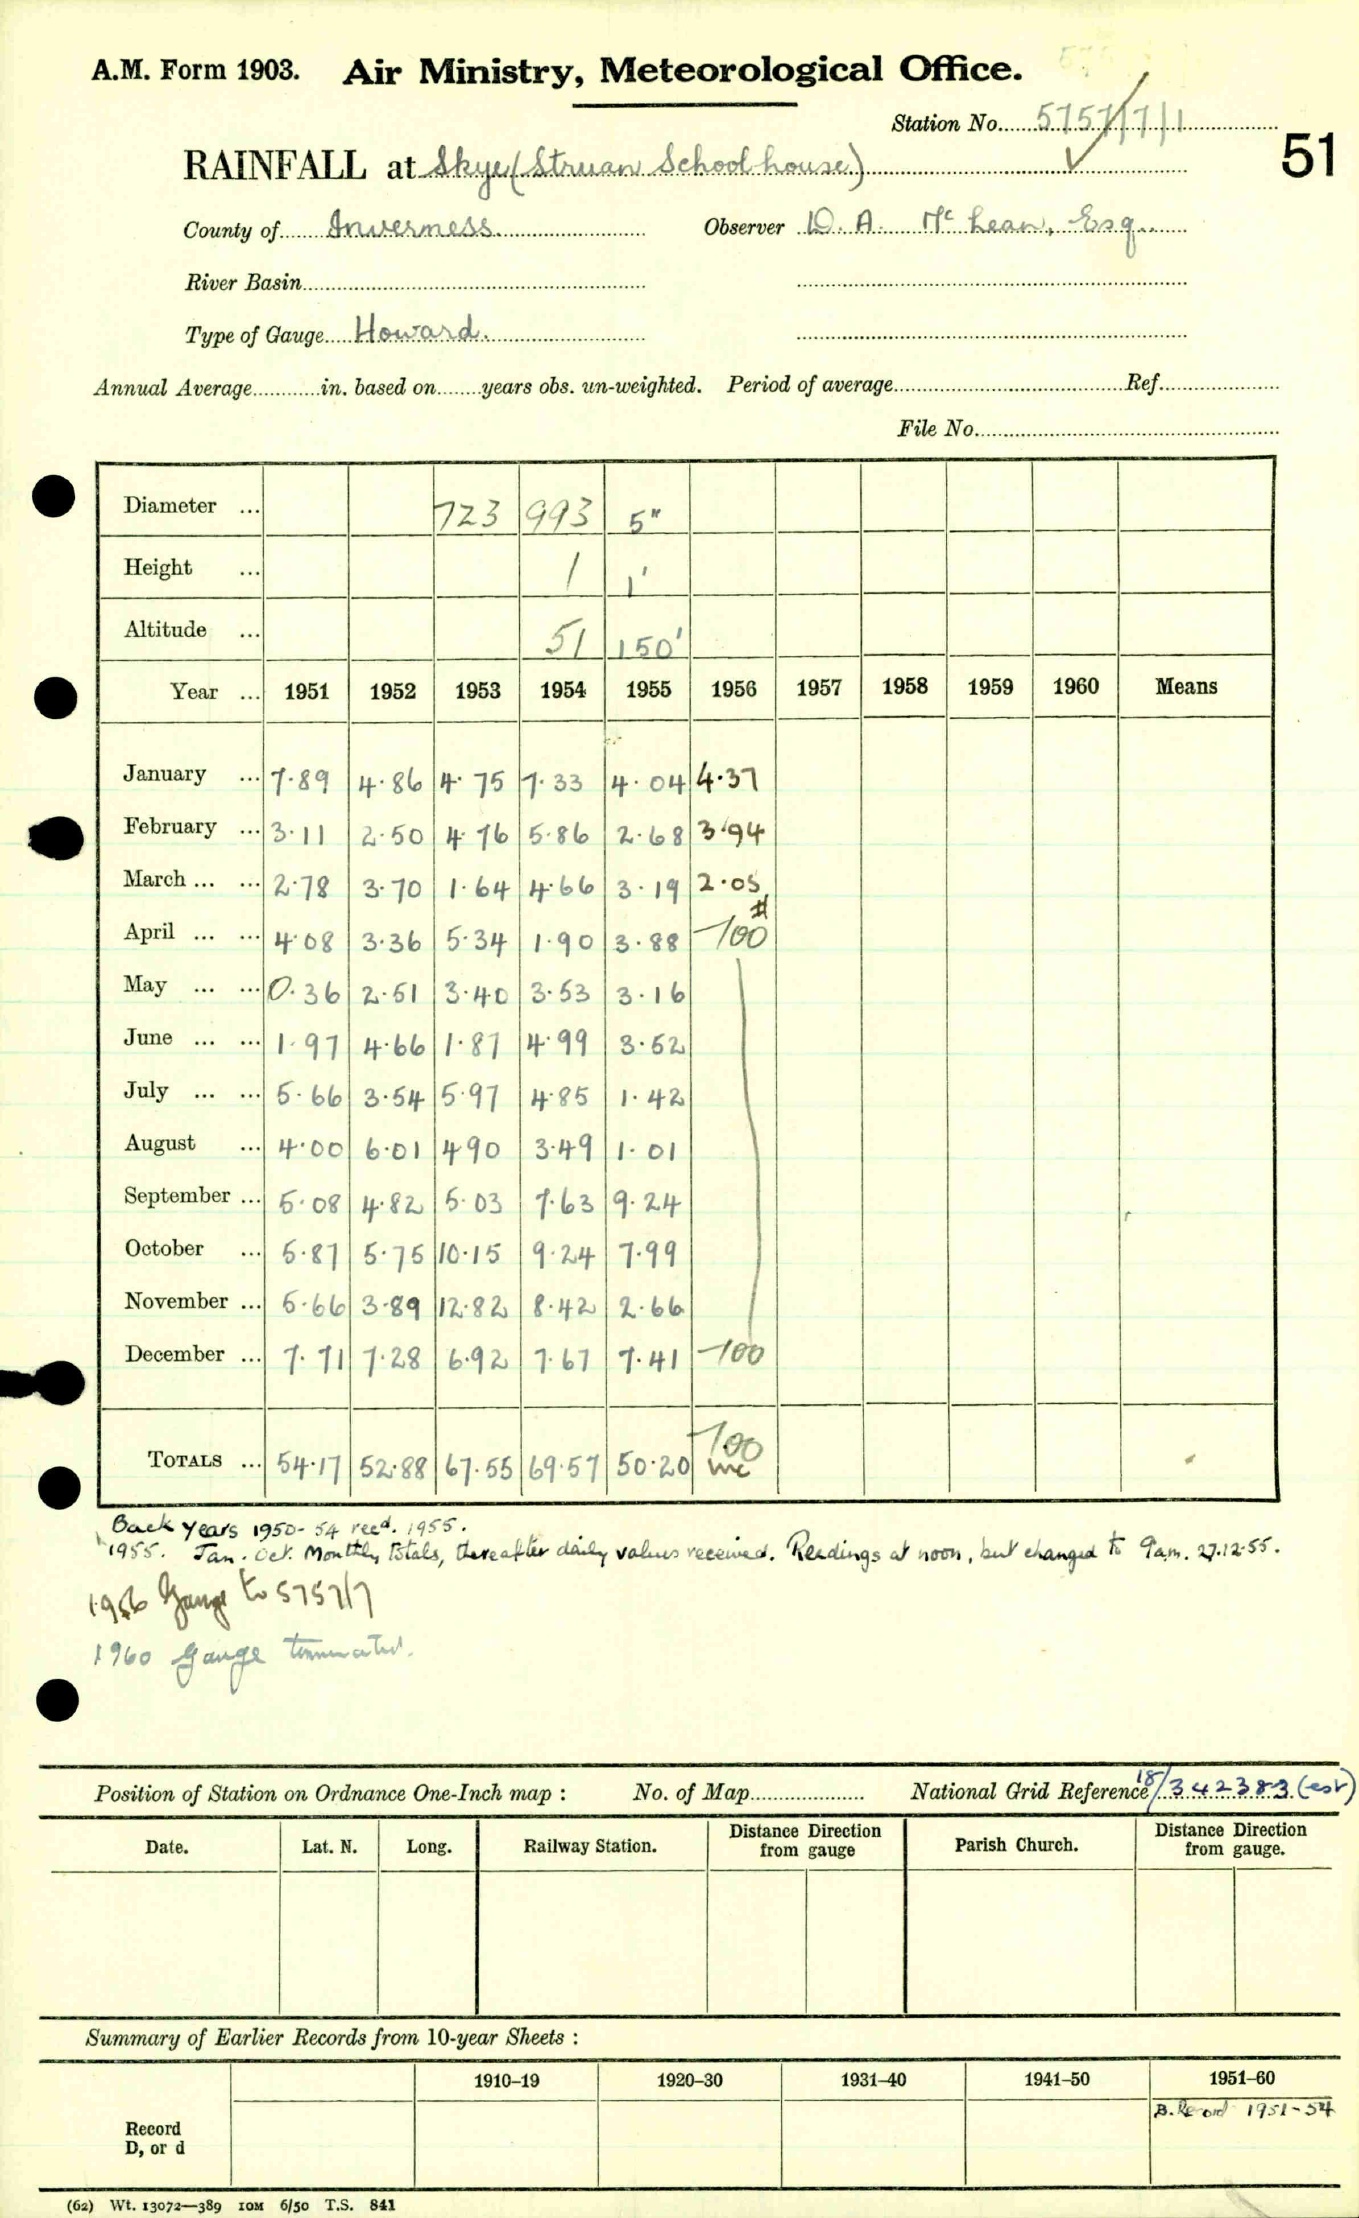 A.M. Form 1903. Air Ministry, Meteorological Office.
Station No. 5757/7/1
51
RAINFALL at Skye (Struan Schoolhouse)
County of Inverness. Observer D. A. McLean, Esq.
River Basin
Type of Gauge Howard.
Annual Average in. based on years obs. un-weighted. Period of average Ref.
File No.
Diameter ... 723 993 5"
Height ... 1 1'
Altitude ... 51 150'
Year ... 1951 1952 1953 1954 1955 1956 1957 1958 1959 1960 Means
January ... 7.89 4.86 4.75 7.33 4.04 4.37
February ... 3.11 2.50 4.76 5.86 2.68 3.94
March ... ... 2.78 3.70 1.64 4.66 3.19 2.05
April ... ... 4.08 3.36 5.34 1.90 3.88 -100 #
May ... ... 0.36 2.51 3.40 3.53 3.16
June ... ... 1.97 4.66 1.87 4.99 3.52
July ... ... 5.66 3.54 5.97 4.85 1.42
August ... 4.00 6.01 4.90 3.49 1.01
September ... 5.08 4.82 5.03 7.63 9.24
October ... 5.87 5.75 10.15 9.24 7.99
November ... 5.66 3.89 12.82 8.42 2.66
December ... 7.71 7.28 6.92 7.67 7.41 -100
TOTALS ... 54.17 52.88 67.55 69.57 50.20 -100 inc
Back Years 1950-54 recd. 1955.
1955. Jan. Oct. Monthly totals, thereafter daily values received. Readings at noon, but changed to 9am. 27.12.55.
1956 Gauge to 5757/7
1960 Gauge terminated.
Position of Station on Ordnance One-Inch map : No. of Map National Grid Reference 18/342383 (est)
Date. Lat. N. Long. Railway Station. Distance Direction from gauge Parish Church. Distance Direction from gauge.
Summary of Earlier Records from 10-year Sheets :
1910–19 1920–30 1931–40 1941–50 1951–60
B. Record 1951-54
Record
D, or d
(62) Wt. 13072—389 10M 6/50 T.S. 841